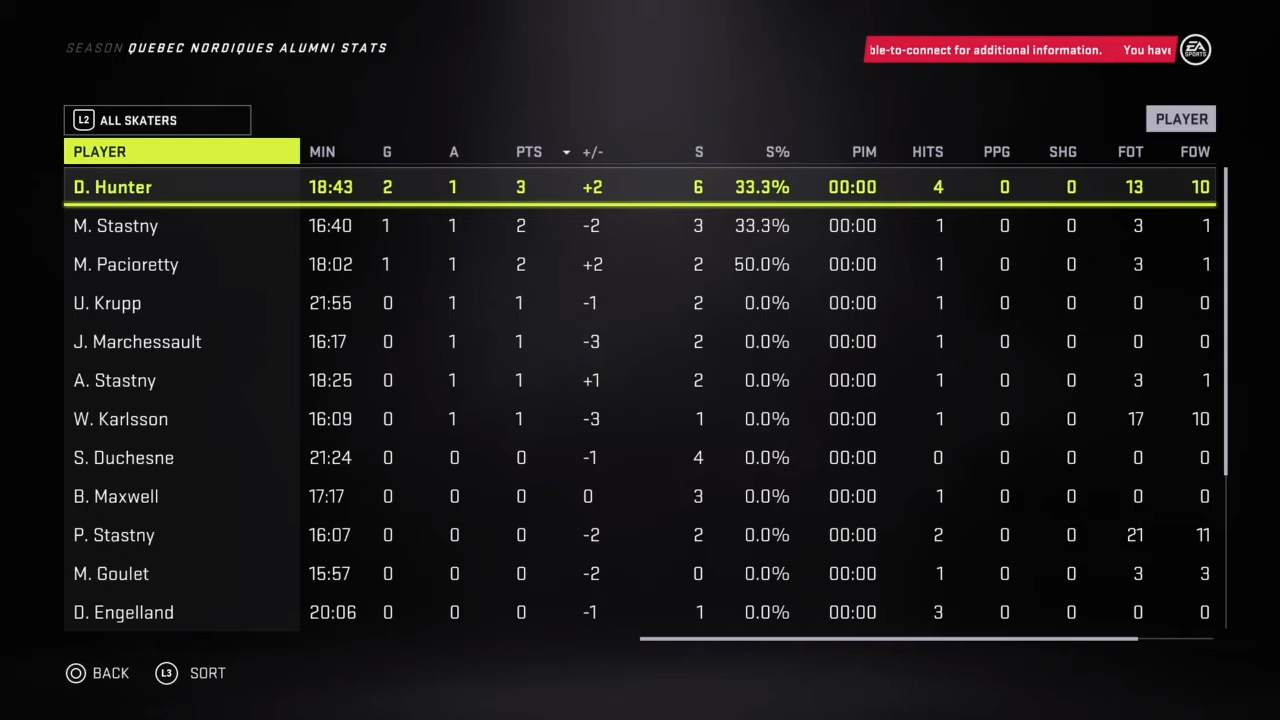 SEASON QUEBEC NORDIQUES ALUMNI STATS
ble-to-connect for additional information. You have
EA SPORTS
L2 ALL SKATERS
PLAYER
PLAYER MIN G A PTS +/- S S% PIM HITS PPG SHG FOT FOW
D. Hunter 18:43 2 1 3 +2 6 33.3% 00:00 4 0 0 13 10
M. Stastny 16:40 1 1 2 -2 3 33.3% 00:00 1 0 0 3 1
M. Pacioretty 18:02 1 1 2 +2 2 50.0% 00:00 1 0 0 3 1
U. Krupp 21:55 0 1 1 -1 2 0.0% 00:00 1 0 0 0 0
J. Marchessault 16:17 0 1 1 -3 2 0.0% 00:00 1 0 0 0 0
A. Stastny 18:25 0 1 1 +1 2 0.0% 00:00 1 0 0 3 1
W. Karlsson 16:09 0 1 1 -3 1 0.0% 00:00 1 0 0 17 10
S. Duchesne 21:24 0 0 0 -1 4 0.0% 00:00 0 0 0 0 0
B. Maxwell 17:17 0 0 0 0 3 0.0% 00:00 1 0 0 0 0
P. Stastny 16:07 0 0 0 -2 2 0.0% 00:00 2 0 0 21 11
M. Goulet 15:57 0 0 0 -2 0 0.0% 00:00 1 0 0 3 3
D. Engelland 20:06 0 0 0 -1 1 0.0% 00:00 3 0 0 0 0
BACK L3 SORT